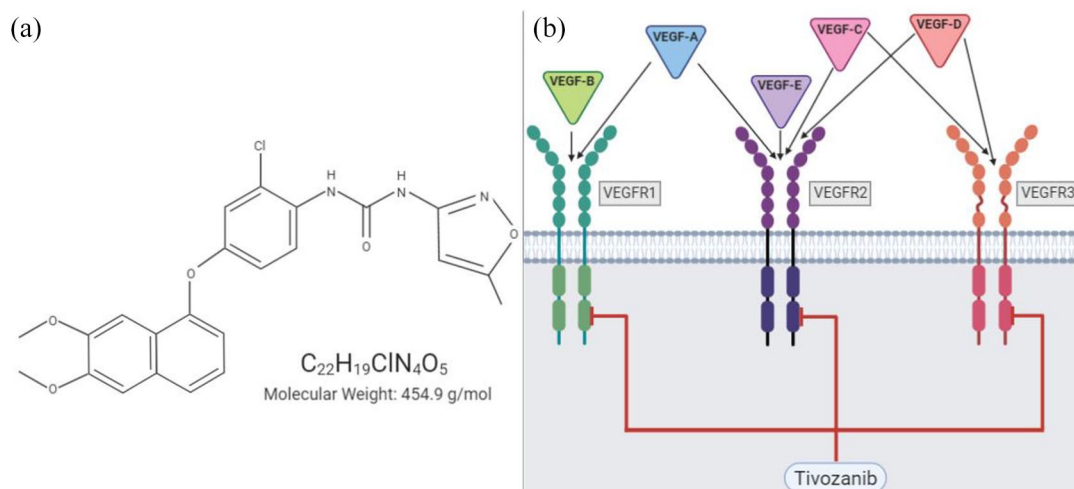 (a)
Cl
H
H
N
N
N
O
O
O
O
O
C₂₂H₁₉ClN₄O₅
Molecular Weight: 454.9 g/mol
(b)
VEGF-A
VEGF-C
VEGF-D
VEGF-B
VEGF-E
VEGFR1
VEGFR2
VEGFR3
Tivozanib